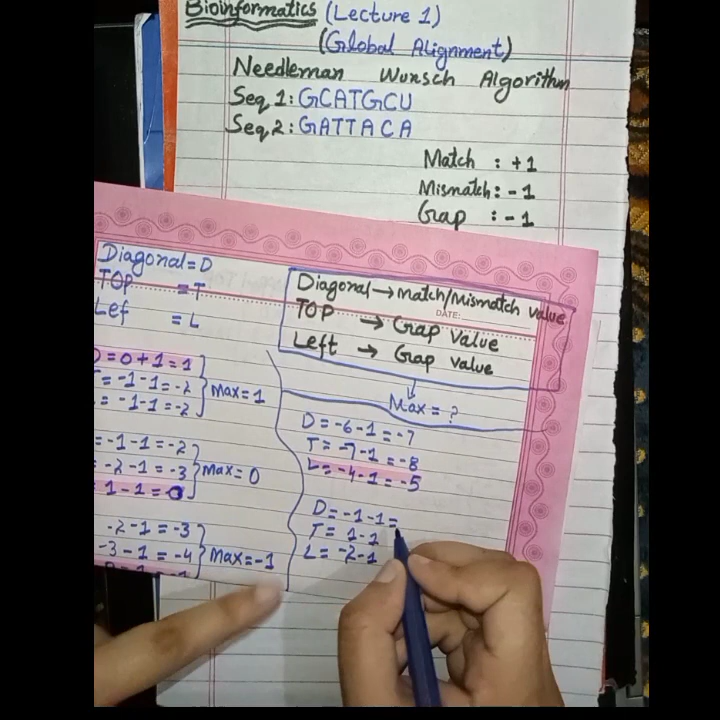 Bioinformatics (Lecture 1)
(Global Alignment)
Needleman Wunsch Algorithm
Seq 1: GCATGCU
Seq 2: GATTACA
Match : +1
Mismatch: -1
Gap : -1
Diagonal = D
TOP = T
Lef = L
Diagonal → Match/Mismatch value
DATE:
TOP → Gap Value
Left → Gap Value
Max = ?
D = 0 + 1 = 1
= -1 - 1 = -2
= -1 - 1 = -2
Max = 1
= -1 - 1 = -2
-2 - 1 = -3
1 - 1 = 0
Max = 0
-2 - 1 = -3
-3 - 1 = -4
Max = -1
D = -6 - 1 = -7
T = -7 - 1 = -8
L = -4 - 1 = -5
D = -1 - 1 =
T = 1 - 1
L = -2 - 1